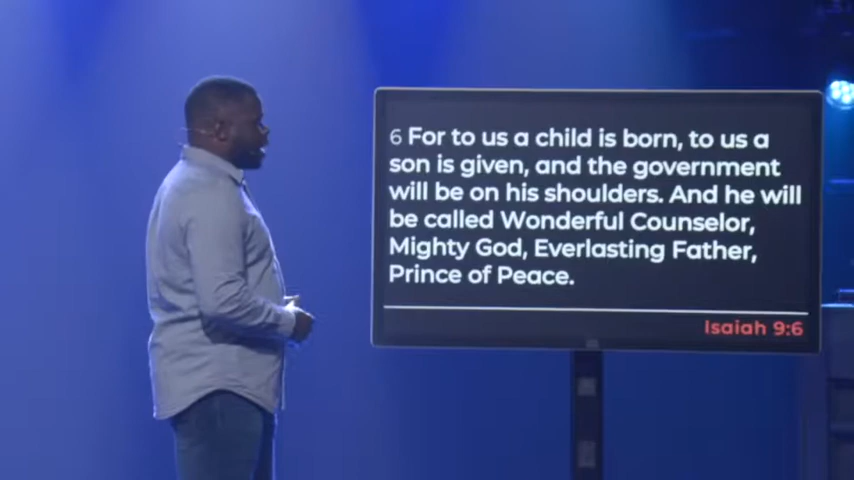 6 For to us a child is born, to us a
son is given, and the government
will be on his shoulders. And he will
be called Wonderful Counselor,
Mighty God, Everlasting Father,
Prince of Peace.
Isaiah 9:6